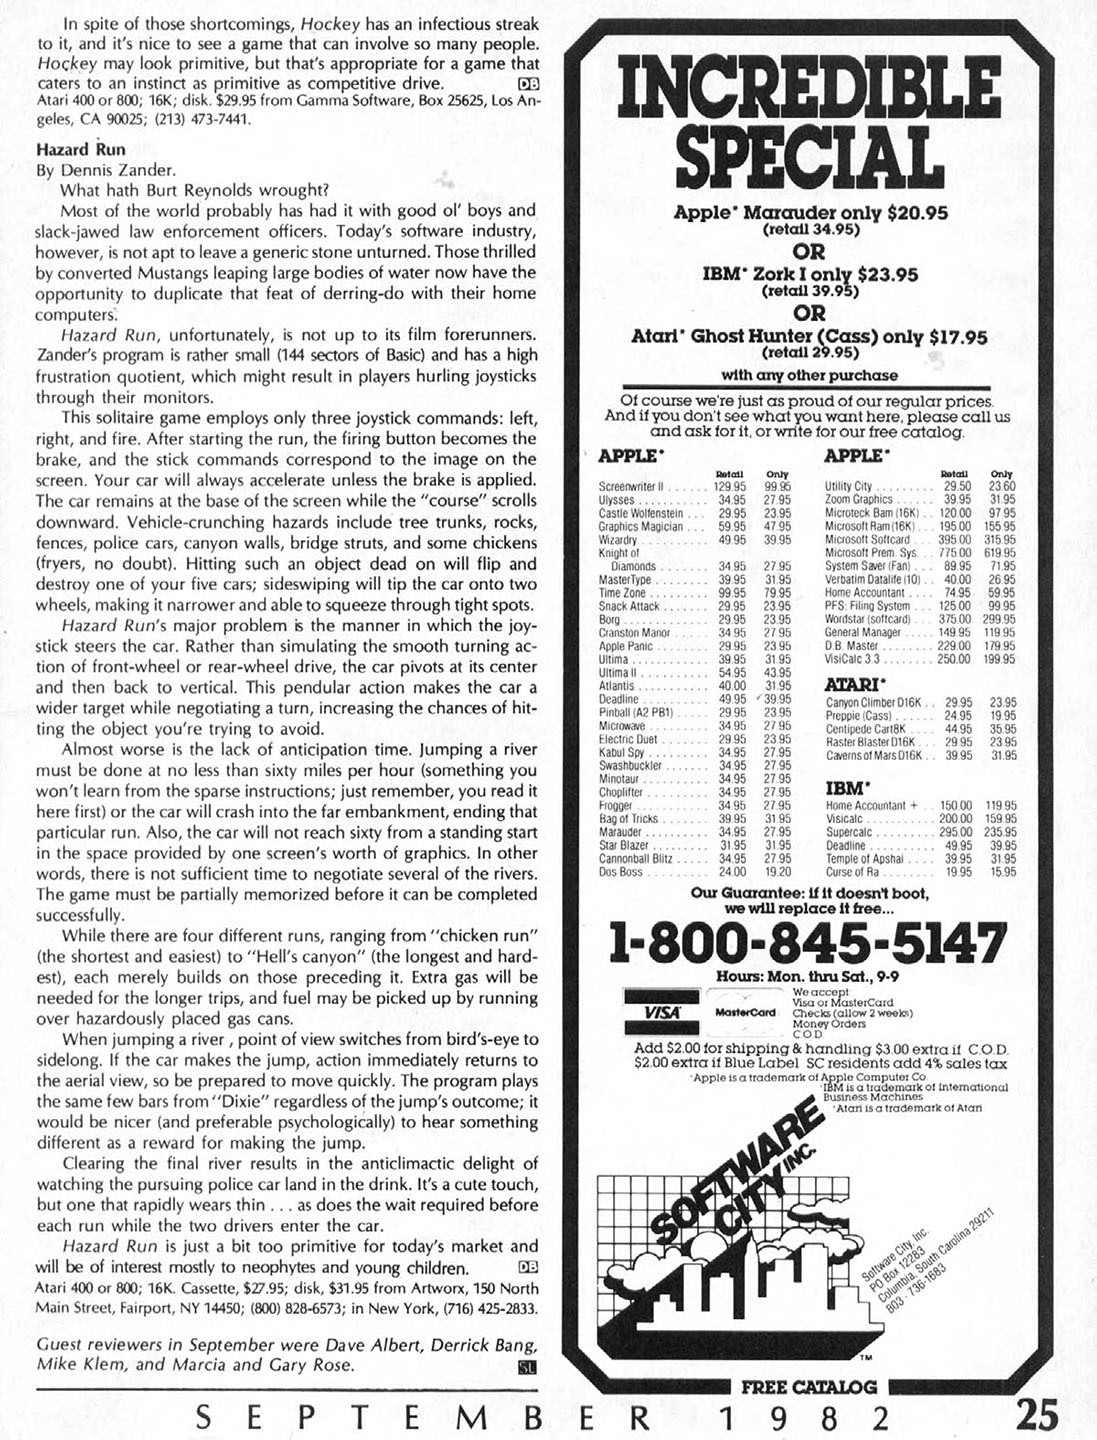 In spite of those shortcomings, Hockey has an infectious streak
to it, and it's nice to see a game that can involve so many people.
Hockey may look primitive, but that's appropriate for a game that
caters to an instinct as primitive as competitive drive. DB
Atari 400 or 800; 16K; disk. $29.95 from Gamma Software, Box 25625, Los An-
geles, CA 90025; (213) 473-7441.
Hazard Run
By Dennis Zander.
What hath Burt Reynolds wrought?
Most of the world probably has had it with good ol' boys and
slack-jawed law enforcement officers. Today's software industry,
however, is not apt to leave a generic stone unturned. Those thrilled
by converted Mustangs leaping large bodies of water now have the
opportunity to duplicate that feat of derring-do with their home
computers.
Hazard Run, unfortunately, is not up to its film forerunners.
Zander's program is rather small (144 sectors of Basic) and has a high
frustration quotient, which might result in players hurling joysticks
through their monitors.
This solitaire game employs only three joystick commands: left,
right, and fire. After starting the run, the firing button becomes the
brake, and the stick commands correspond to the image on the
screen. Your car will always accelerate unless the brake is applied.
The car remains at the base of the screen while the "course" scrolls
downward. Vehicle-crunching hazards include tree trunks, rocks,
fences, police cars, canyon walls, bridge struts, and some chickens
(fryers, no doubt). Hitting such an object dead on will flip and
destroy one of your five cars; sideswiping will tip the car onto two
wheels, making it narrower and able to squeeze through tight spots.
Hazard Run's major problem is the manner in which the joy-
stick steers the car. Rather than simulating the smooth turning ac-
tion of front-wheel or rear-wheel drive, the car pivots at its center
and then back to vertical. This pendular action makes the car a
wider target while negotiating a turn, increasing the chances of hit-
ting the object you're trying to avoid.
Almost worse is the lack of anticipation time. Jumping a river
must be done at no less than sixty miles per hour (something you
won't learn from the sparse instructions; just remember, you read it
here first) or the car will crash into the far embankment, ending that
particular run. Also, the car will not reach sixty from a standing start
in the space provided by one screen's worth of graphics. In other
words, there is not sufficient time to negotiate several of the rivers.
The game must be partially memorized before it can be completed
successfully.
While there are four different runs, ranging from "chicken run"
(the shortest and easiest) to "Hell's canyon" (the longest and hard-
est), each merely builds on those preceding it. Extra gas will be
needed for the longer trips, and fuel may be picked up by running
over hazardously placed gas cans.
When jumping a river , point of view switches from bird's-eye to
sidelong. If the car makes the jump, action immediately returns to
the aerial view, so be prepared to move quickly. The program plays
the same few bars from "Dixie" regardless of the jump's outcome; it
would be nicer (and preferable psychologically) to hear something
different as a reward for making the jump.
Clearing the final river results in the anticlimactic delight of
watching the pursuing police car land in the drink. It's a cute touch,
but one that rapidly wears thin . . . as does the wait required before
each run while the two drivers enter the car.
Hazard Run is just a bit too primitive for today's market and
will be of interest mostly to neophytes and young children. DB
Atari 400 or 800; 16K. Cassette, $27.95; disk, $31.95 from Artworx, 150 North
Main Street, Fairport, NY 14450; (800) 828-6573; in New York, (716) 425-2833.
Guest reviewers in September were Dave Albert, Derrick Bang,
Mike Klem, and Marcia and Gary Rose. SL
INCREDIBLE
SPECIAL
Apple* Marauder only $20.95
(retail 34.95)
OR
IBM* Zork I only $23.95
(retail 39.95)
OR
Atari* Ghost Hunter (Cass) only $17.95
(retail 29.95)
with any other purchase
Of course we're just as proud of our regular prices.
And if you don't see what you want here, please call us
and ask for it, or write for our free catalog.
APPLE*
Retail Only
Screenwriter II . . . . . . 129.95 99.95
Ulysses . . . . . . . . . . 34.95 27.95
Castle Wolfenstein . . . 29.95 23.95
Graphics Magician . . . 59.95 47.95
Wizardry . . . . . . . . . 49.95 39.95
Knight of
Diamonds . . . . . . . 34.95 27.95
MasterType . . . . . . . 39.95 31.95
Time Zone . . . . . . . . 99.95 79.95
Snack Attack . . . . . . 29.95 23.95
Borg . . . . . . . . . . . . 29.95 23.95
Cranston Manor . . . . 34.95 27.95
Apple Panic . . . . . . . 29.95 23.95
Ultima . . . . . . . . . . . 39.95 31.95
Ultima II . . . . . . . . . . 54.95 43.95
Atlantis . . . . . . . . . . 40.00 31.95
Deadline . . . . . . . . . 49.95 39.95
Pinball (A2 PB1) . . . . 29.95 23.95
Microwave . . . . . . . . 34.95 27.95
Electric Duet . . . . . . 29.95 23.95
Kabul Spy . . . . . . . . 34.95 27.95
Swashbuckler . . . . . 34.95 27.95
Minotaur . . . . . . . . . 34.95 27.95
Choplifter . . . . . . . . . 34.95 27.95
Frogger . . . . . . . . . . 34.95 27.95
Bag of Tricks . . . . . . 39.95 31.95
Marauder . . . . . . . . . 34.95 27.95
Star Blazer . . . . . . . . 31.95 31.95
Cannonball Blitz . . . . 34.95 27.95
Dos Boss . . . . . . . . . 24.00 19.20
APPLE*
Retail Only
Utility City . . . . . . . . 29.50 23.60
Zoom Graphics . . . . . 39.95 31.95
Microteck Bam (16K) . . 120.00 97.95
Microsoft Ram (16K) . . 195.00 155.95
Microsoft Softcard . . . 395.00 315.95
Microsoft Prem. Sys. . . 775.00 619.95
System Saver (Fan) . . . 89.95 71.95
Verbatim Datalife (10) . . 40.00 26.95
Home Accountant . . . . 74.95 59.95
PFS: Filing System . . . 125.00 99.95
Wordstar (softcard) . . . 375.00 299.95
General Manager . . . . 149.95 119.95
D.B. Master . . . . . . . 229.00 179.95
VisiCalc 3.3 . . . . . . . . 250.00 199.95
ATARI*
Canyon Climber D16K . . 29.95 23.95
Preppie (Cass) . . . . . . 24.95 19.95
Centipede Cart8K . . . 44.95 35.95
Raster Blaster D16K . . 29.95 23.95
Caverns of Mars D16K . . 39.95 31.95
IBM*
Home Accountant + . . 150.00 119.95
Visicalc . . . . . . . . . . 200.00 159.95
Supercalc . . . . . . . . . 295.00 235.95
Deadline . . . . . . . . . 49.95 39.95
Temple of Apshai . . . . 39.95 31.95
Curse of Ra . . . . . . . . 19.95 15.95
Our Guarantee: if it doesn't boot,
we will replace it free...
1-800-845-5147
Hours: Mon. thru Sat., 9-9
VISA
MasterCard
We accept
Visa or MasterCard
Checks (allow 2 weeks)
Money Orders
C.O.D.
Add $2.00 for shipping & handling $3.00 extra if C.O.D.
$2.00 extra if Blue Label SC residents add 4% sales tax
*Apple is a trademark of Apple Computer Co.
*IBM is a trademark of International
Business Machines
*Atari is a trademark of Atari
SOFTWARE
CITY INC.
Software City, Inc.
PO Box 12283
Columbia, South Carolina 29211
803-736-1683
TM
FREE CATALOG
SEPTEMBER 1982 25